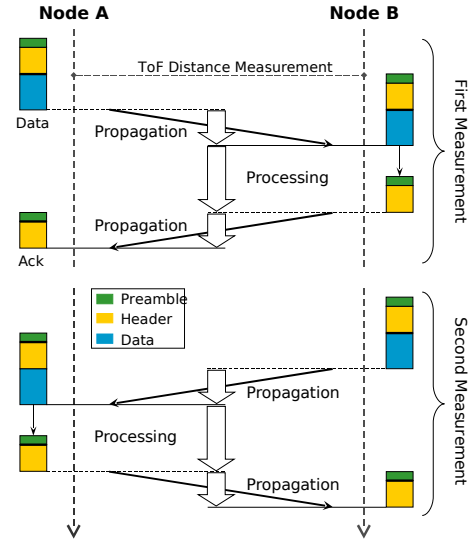 Node A
Node B
ToF Distance Measurement
Data
Propagation
Processing
Propagation
Ack
First Measurement
Preamble
Header
Data
Propagation
Processing
Propagation
Second Measurement